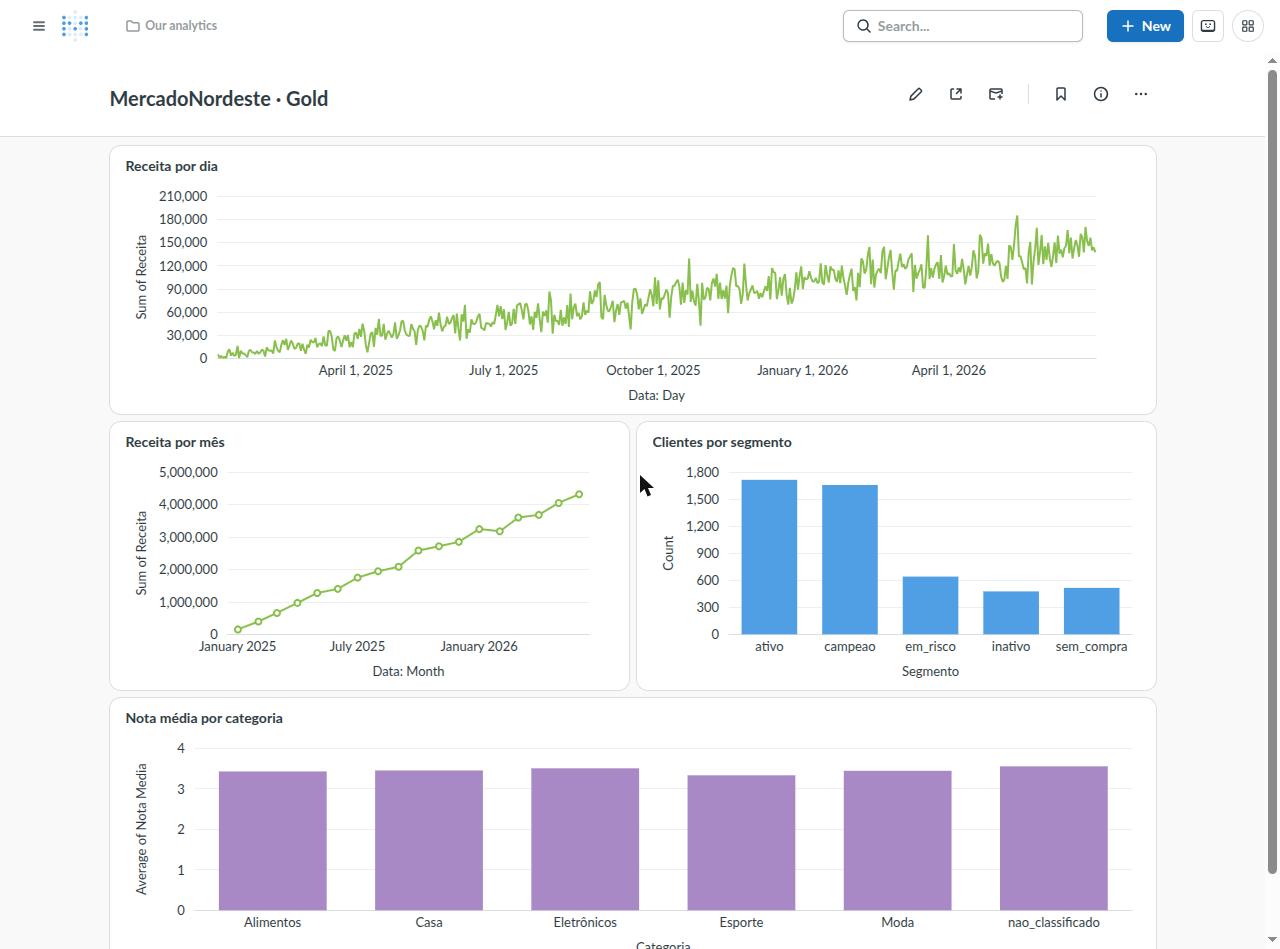 Our analytics
Search...
New
MercadoNordeste · Gold
Receita por dia
210,000
180,000
150,000
120,000
90,000
60,000
30,000
0
Sum of Receita
April 1, 2025
July 1, 2025
October 1, 2025
January 1, 2026
April 1, 2026
Data: Day
Receita por mês
5,000,000
4,000,000
3,000,000
2,000,000
1,000,000
0
Sum of Receita
January 2025
July 2025
January 2026
Data: Month
Clientes por segmento
1,800
1,500
1,200
900
600
300
0
Count
ativo
campeao
em_risco
inativo
sem_compra
Segmento
Nota média por categoria
4
3
2
1
0
Average of Nota Media
Alimentos
Casa
Eletrônicos
Esporte
Moda
nao_classificado
Categoria